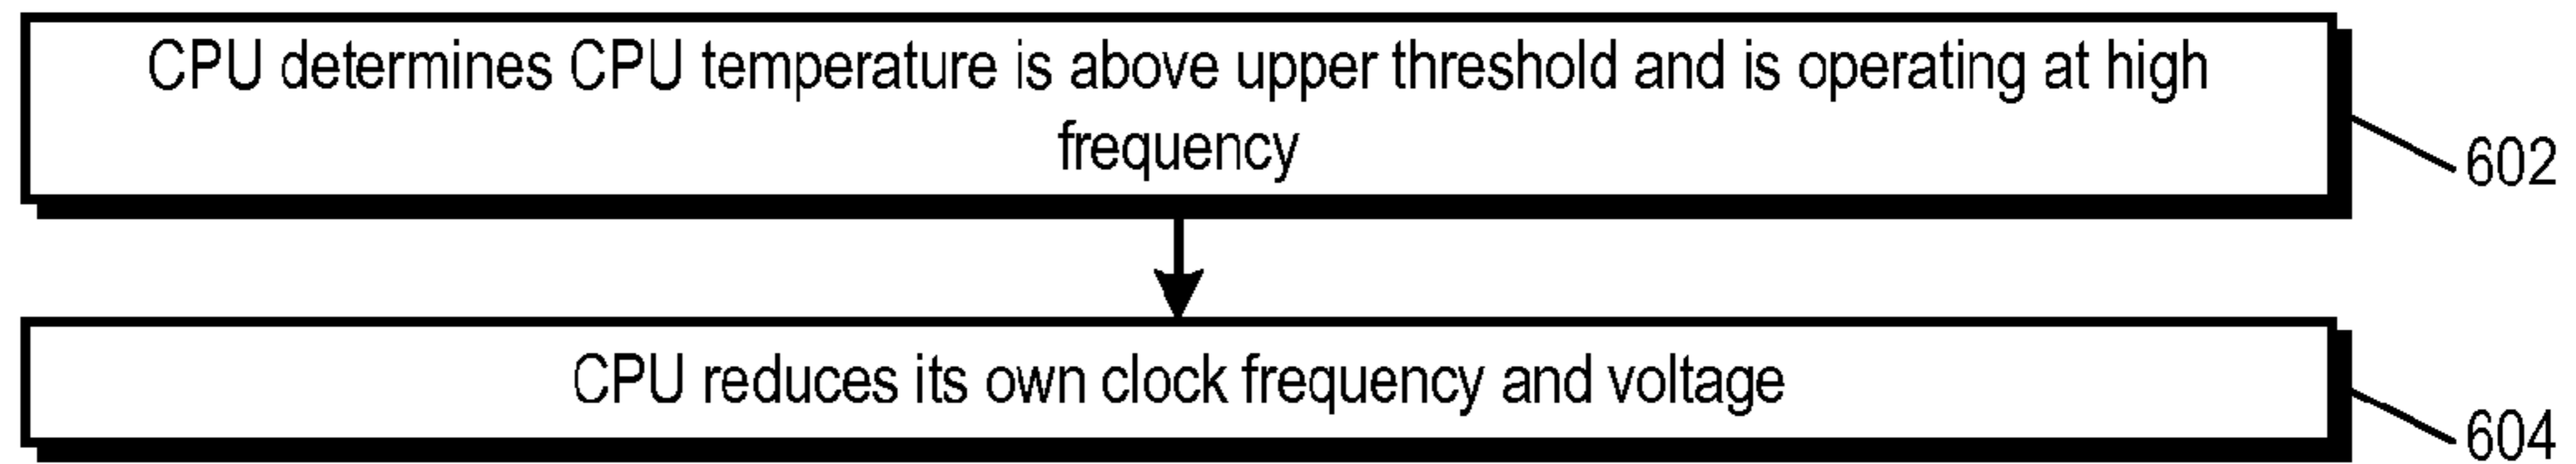 CPU determines CPU temperature is above upper threshold and is operating at high
frequency
602
CPU reduces its own clock frequency and voltage
604